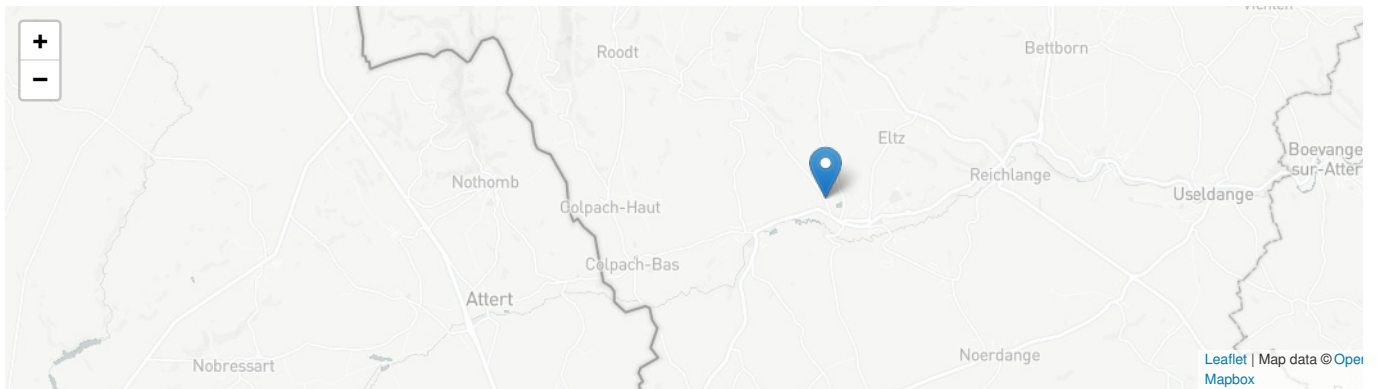 Vichten
+
−
Roodt
Bettborn
Eltz
Boevange
-sur-Atter
Nothomb
Reichlange
Useldange
Colpach-Haut
Colpach-Bas
Attert
Noerdange
Nobressart
Leaflet | Map data © Oper
Mapbox